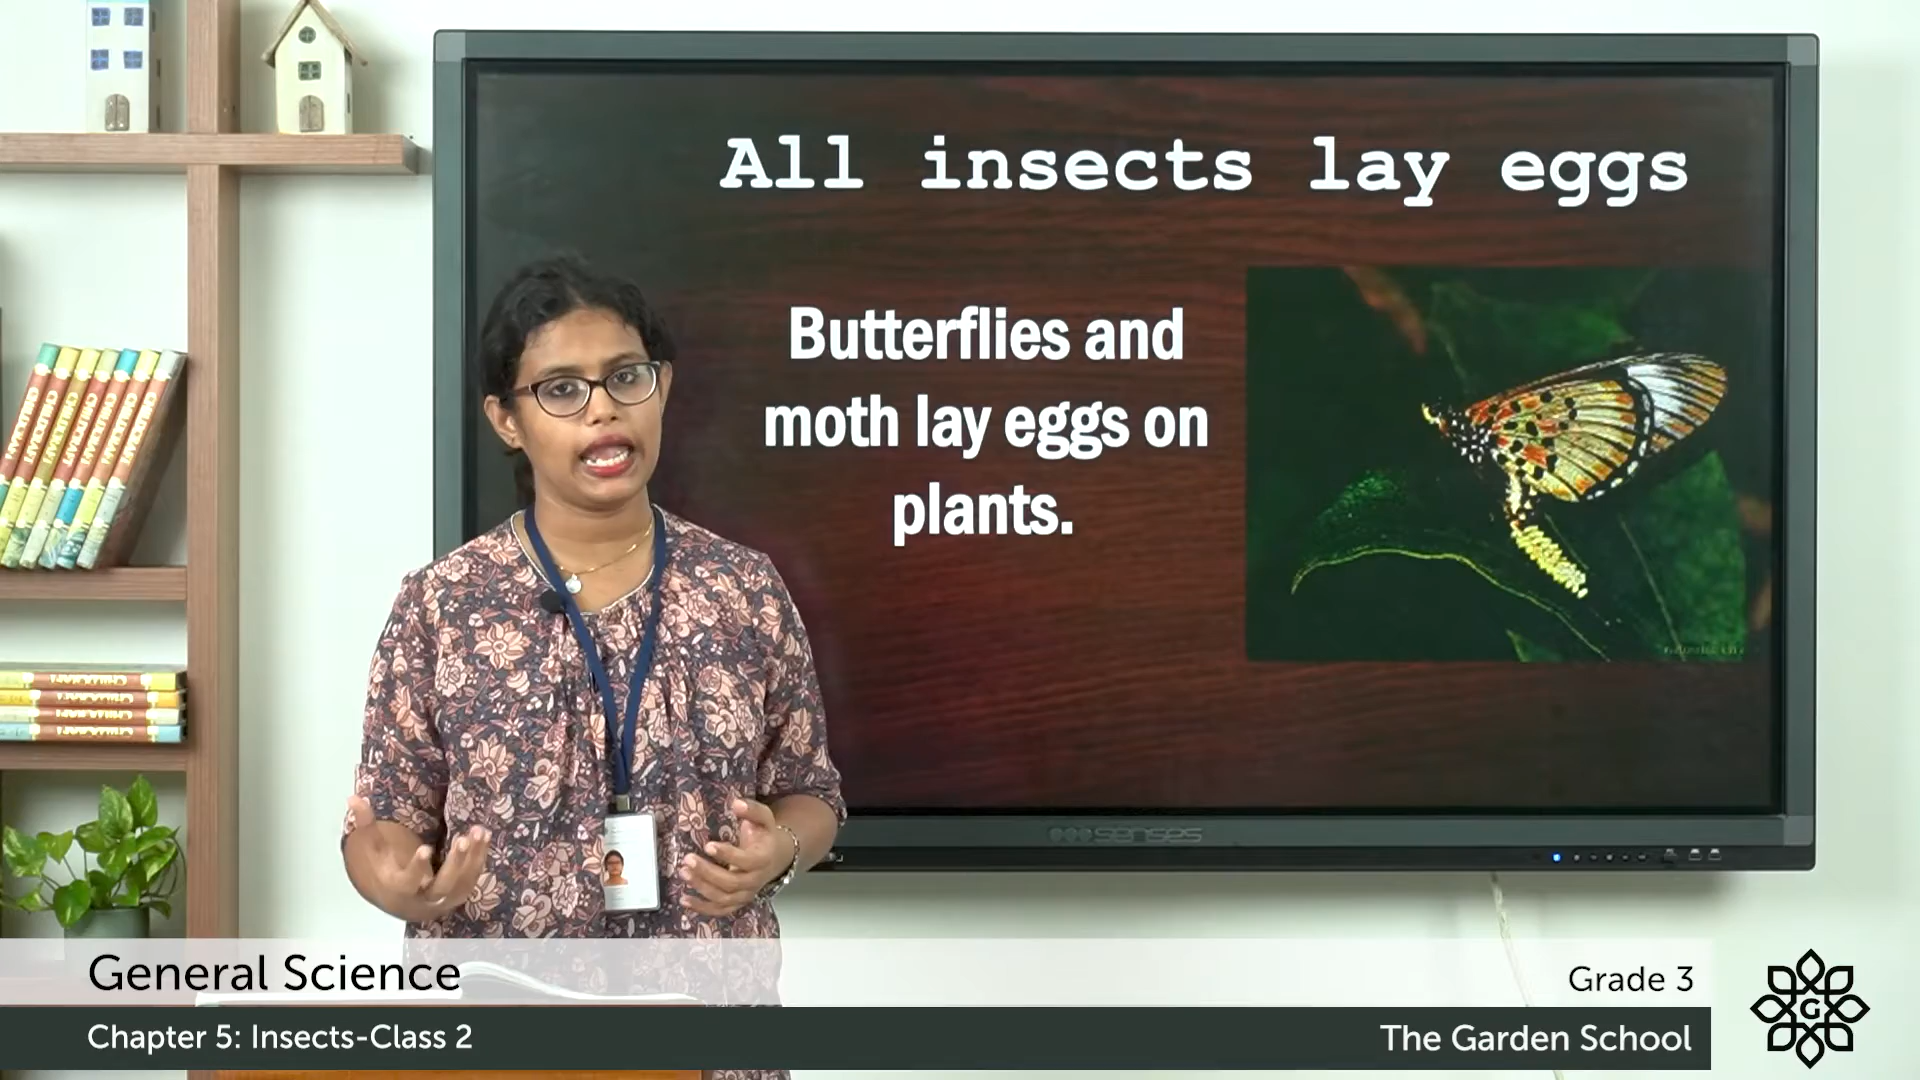 All insects lay eggs
Butterflies and
moth lay eggs on
plants.
senses
General Science
Grade 3
Chapter 5: Insects-Class 2
The Garden School
G